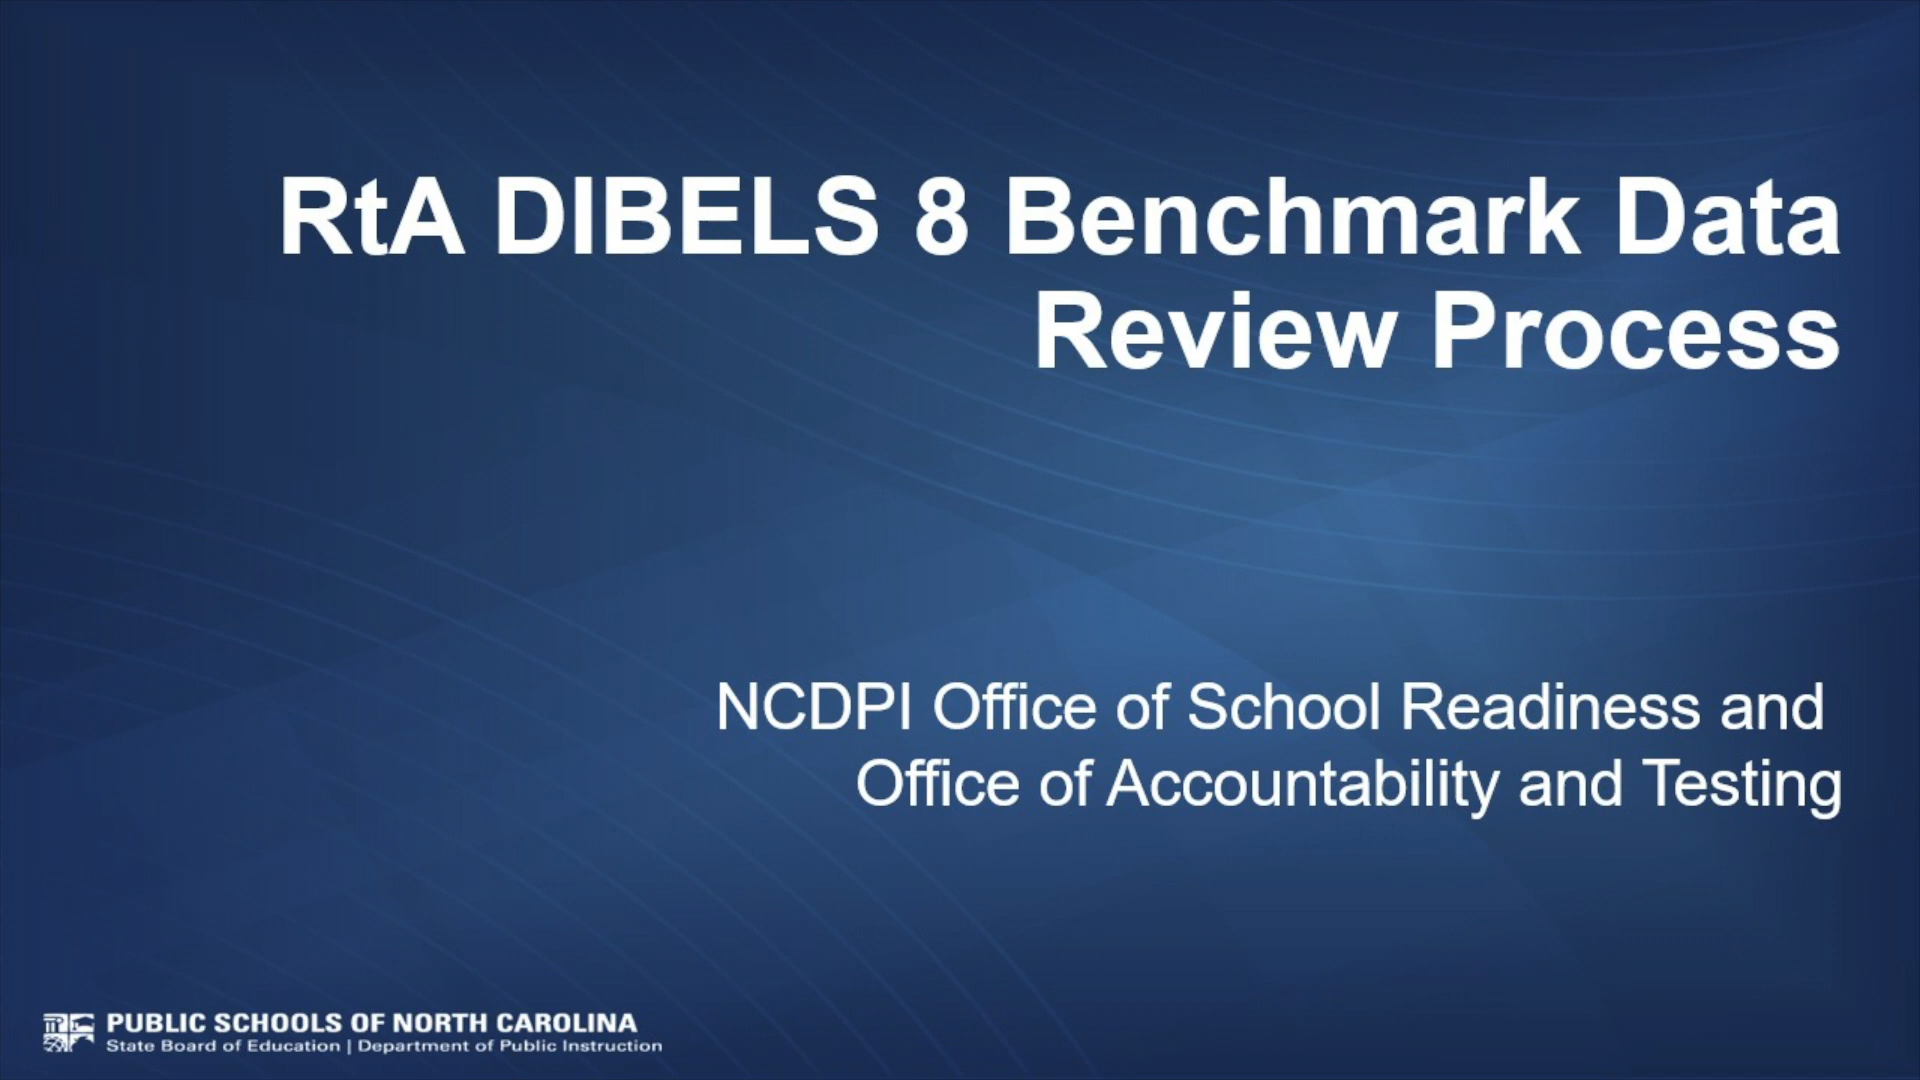 RtA DIBELS 8 Benchmark Data
Review Process
NCDPI Office of School Readiness and
Office of Accountability and Testing
PUBLIC SCHOOLS OF NORTH CAROLINA
State Board of Education | Department of Public Instruction